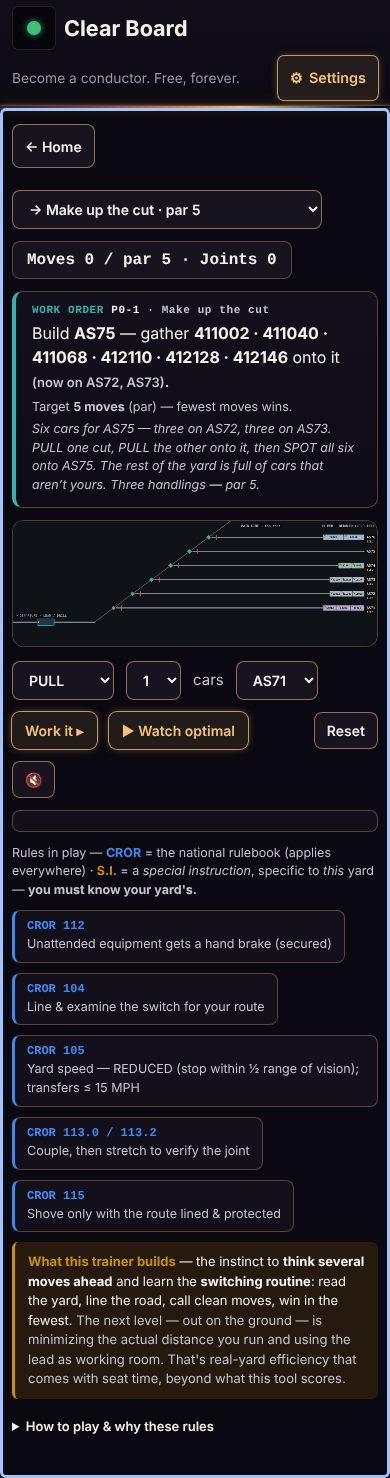 Clear Board
Become a conductor. Free, forever.
⚙ Settings
← Home
→ Make up the cut · par 5
Moves 0 / par 5 · Joints 0
WORK ORDER P0-1 · Make up the cut
Build AS75 — gather 411002 · 411040 ·
411068 · 412110 · 412128 · 412146 onto it
(now on AS72, AS73).
Target 5 moves (par) — fewest moves wins.
Six cars for AS75 — three on AS72, three on AS73.
PULL one cut, PULL the other onto it, then SPOT all six
onto AS75. The rest of the yard is full of cars that
aren't yours. Three handlings — par 5.
AS75
AS74
AS73
AS72
AS71
PULL
1
cars
AS71
Work it ▸
▶ Watch optimal
Reset
Rules in play — CROR = the national rulebook (applies
everywhere) · S.I. = a special instruction, specific to this yard
— you must know your yard's.
CROR 112
Unattended equipment gets a hand brake (secured)
CROR 104
Line & examine the switch for your route
CROR 105
Yard speed — REDUCED (stop within ½ range of vision);
transfers ≤ 15 MPH
CROR 113.0 / 113.2
Couple, then stretch to verify the joint
CROR 115
Shove only with the route lined & protected
What this trainer builds — the instinct to think several
moves ahead and learn the switching routine: read
the yard, line the road, call clean moves, win in the
fewest. The next level — out on the ground — is
minimizing the actual distance you run and using the
lead as working room. That's real-yard efficiency that
comes with seat time, beyond what this tool scores.
▶ How to play & why these rules